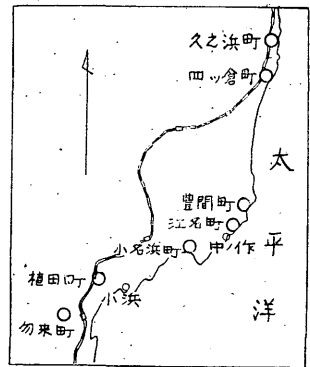 久之浜町
四ッ倉町
豊間町
江名町
中ノ作
小名浜町
植田町
小浜
勿来町
太平洋